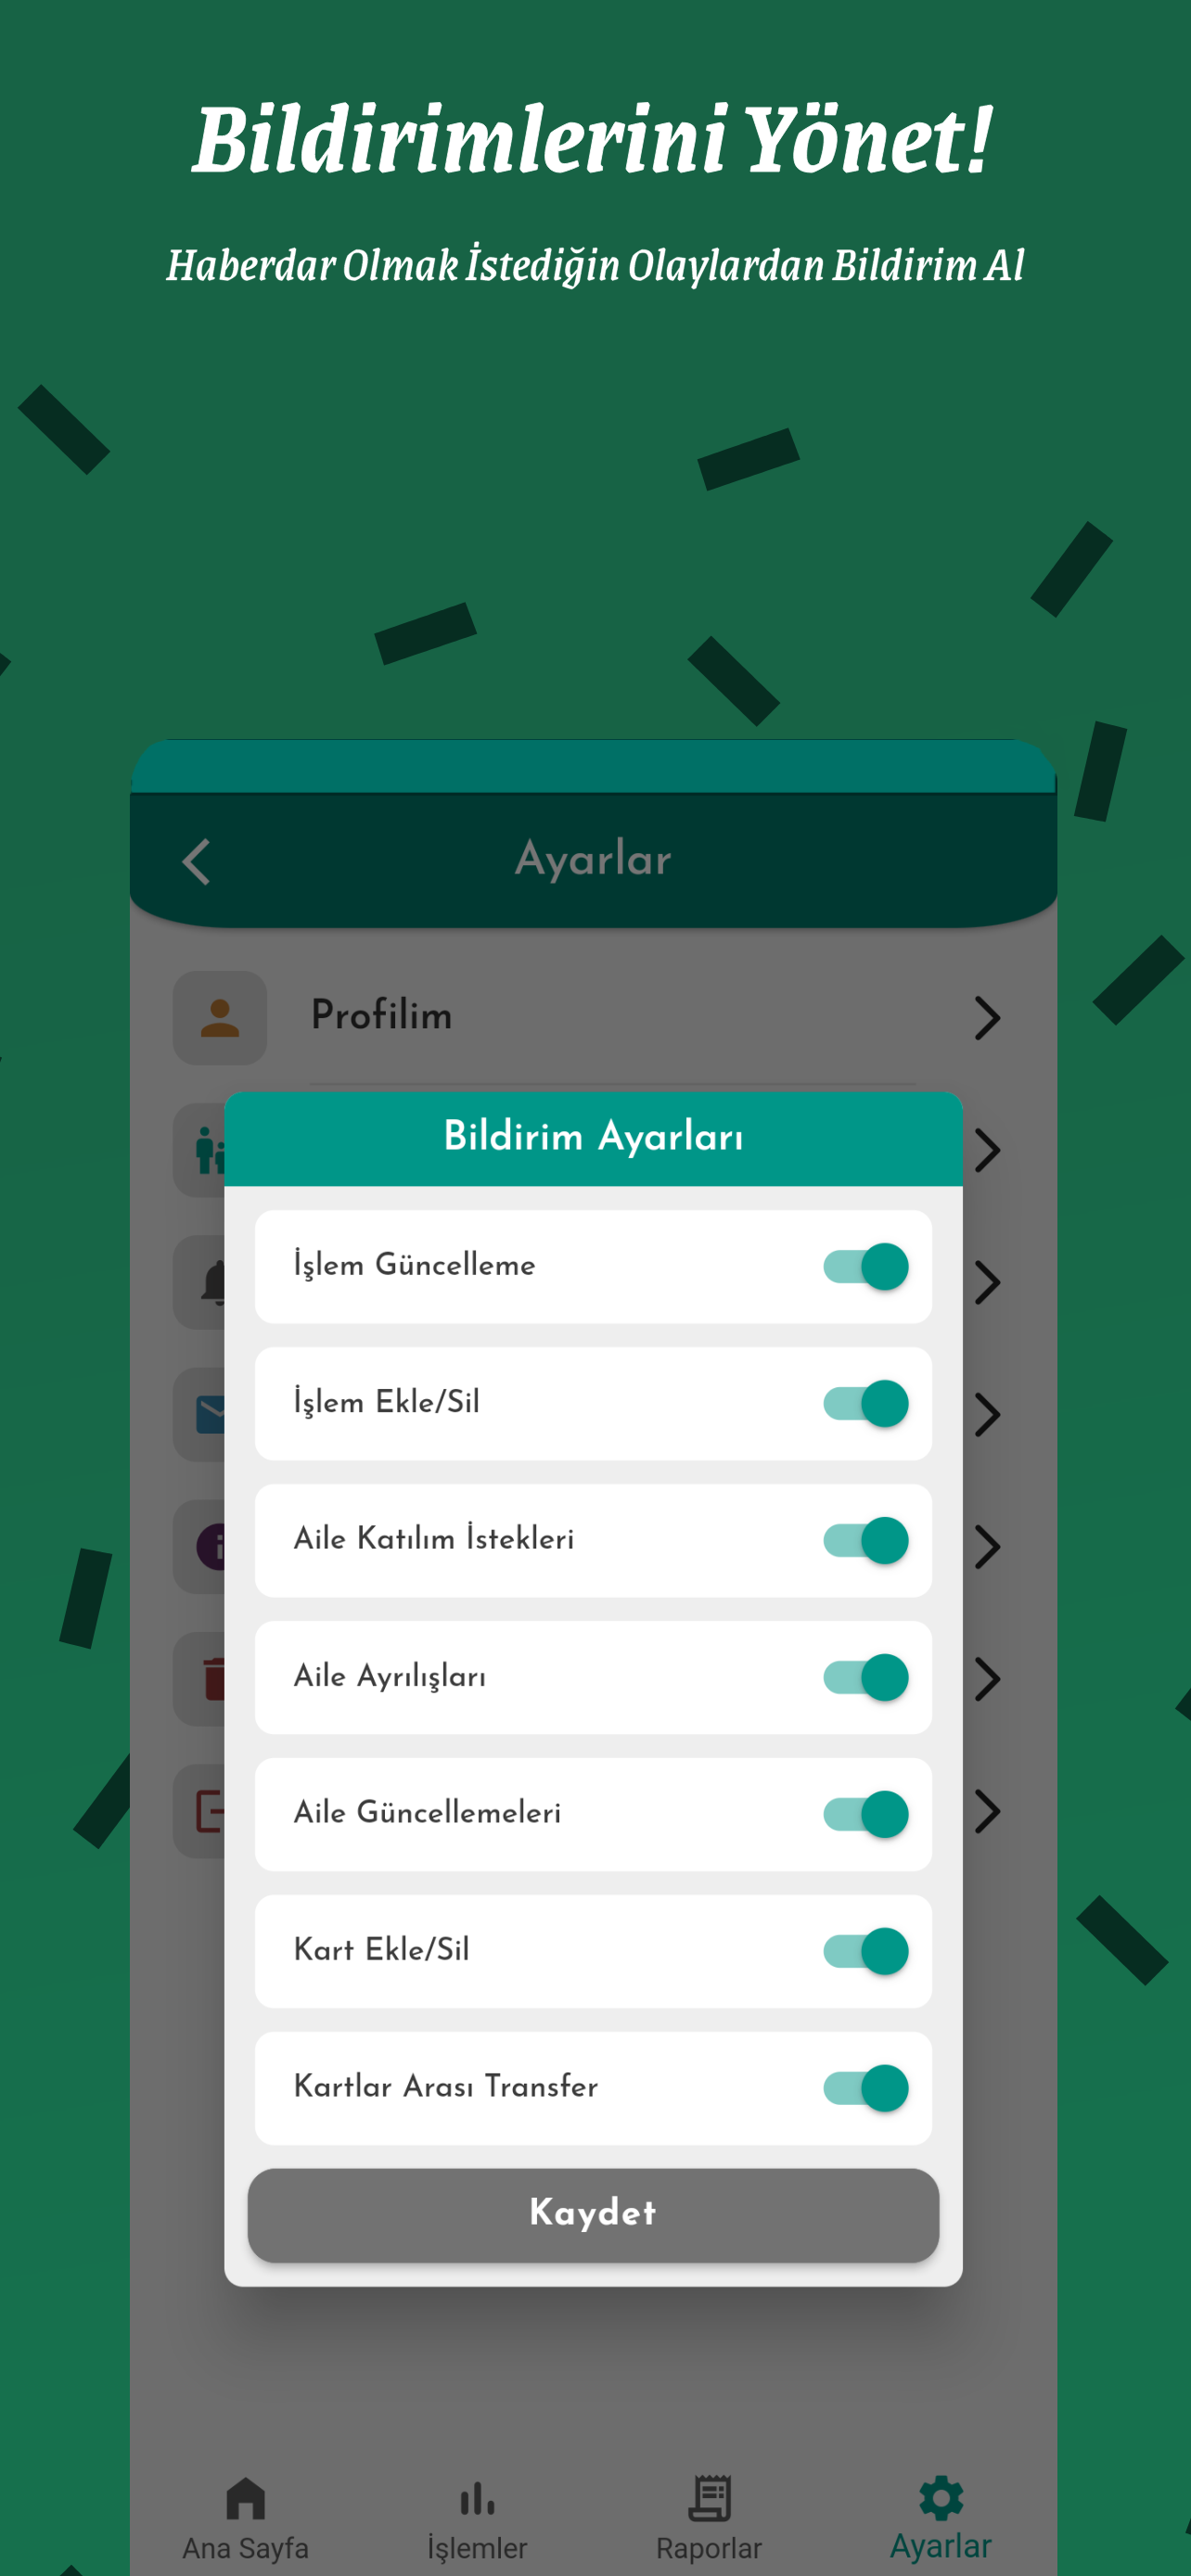 Bildirimlerini Yönet!
Haberdar Olmak İstediğin Olaylardan Bildirim Al
Ayarlar
Profilim
Bildirim Ayarları
İşlem Güncelleme
İşlem Ekle/Sil
Aile Katılım İstekleri
Aile Ayrılışları
Aile Güncellemeleri
Kart Ekle/Sil
Kartlar Arası Transfer
Kaydet
Ana Sayfa
İşlemler
Raporlar
Ayarlar